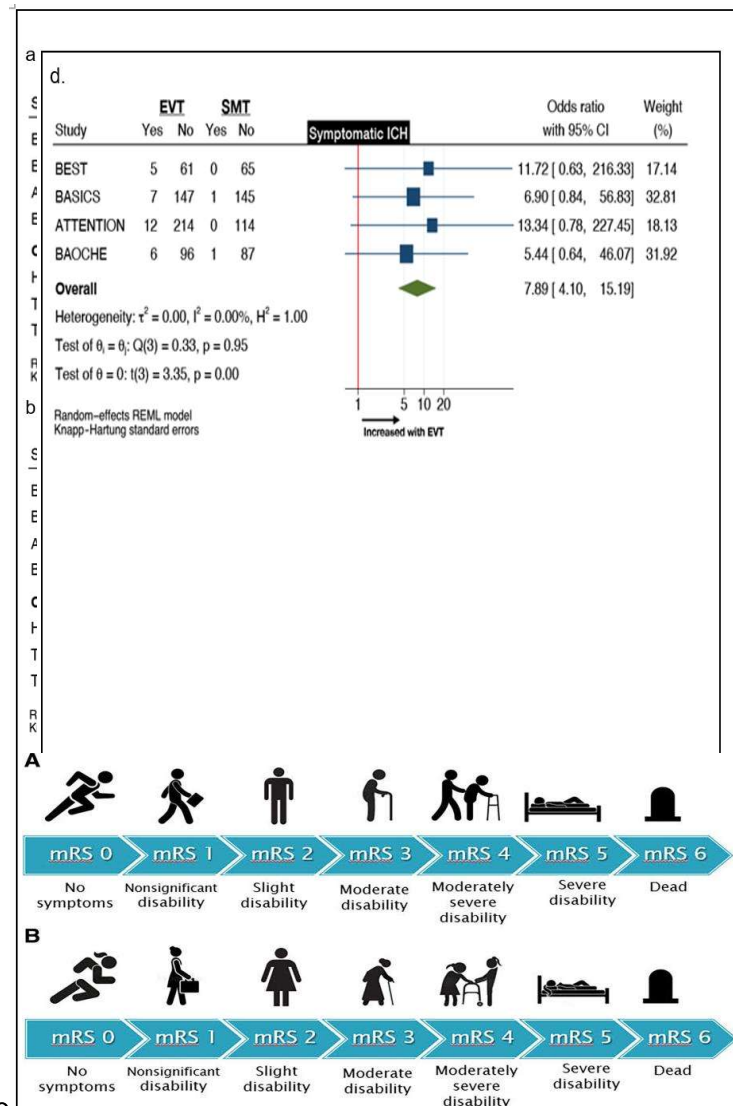 a
d.
EVT SMT
Study Yes No Yes No Symptomatic ICH Odds ratio with 95% CI Weight (%)
BEST 5 61 0 65 11.72 [ 0.63, 216.33] 17.14
BASICS 7 147 1 145 6.90 [ 0.84, 56.83] 32.81
ATTENTION 12 214 0 114 13.34 [ 0.78, 227.45] 18.13
BAOCHE 6 96 1 87 5.44 [ 0.64, 46.07] 31.92
Overall 7.89 [ 4.10, 15.19]
Heterogeneity: τ² = 0.00, I² = 0.00%, H² = 1.00
Test of θᵢ = θⱼ: Q(3) = 0.33, p = 0.95
Test of θ = 0: t(3) = 3.35, p = 0.00
1 5 10 20
Random−effects REML model
Knapp-Hartung standard errors
Increased with EVT
b
A
mRS 0 mRS 1 mRS 2 mRS 3 mRS 4 mRS 5 mRS 6
No symptoms Nonsignificant disability Slight disability Moderate disability Moderately severe disability Severe disability Dead
B
mRS 0 mRS 1 mRS 2 mRS 3 mRS 4 mRS 5 mRS 6
No symptoms Nonsignificant disability Slight disability Moderate disability Moderately severe disability Severe disability Dead